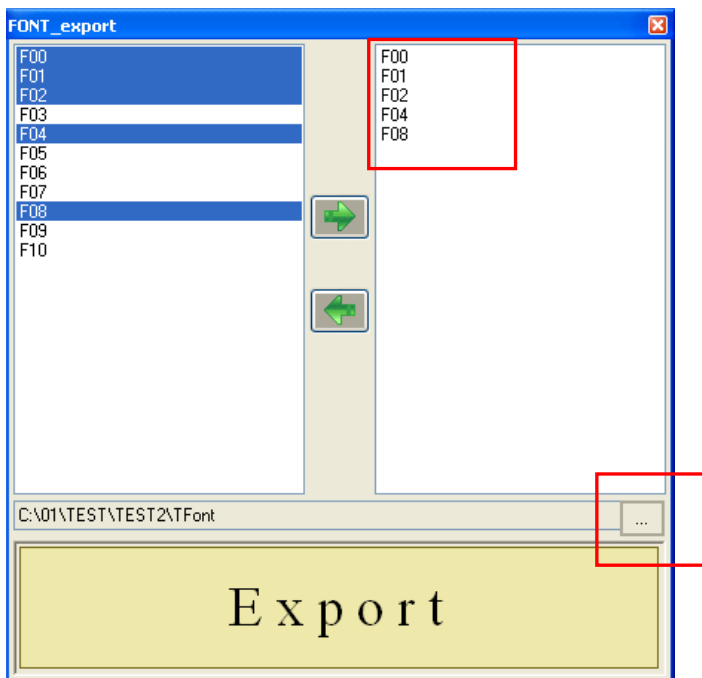 FONT_export
F00
F01
F02
F03
F04
F05
F06
F07
F08
F09
F10
F00
F01
F02
F04
F08
C:\01\TEST\TEST2\TFont
...
Export